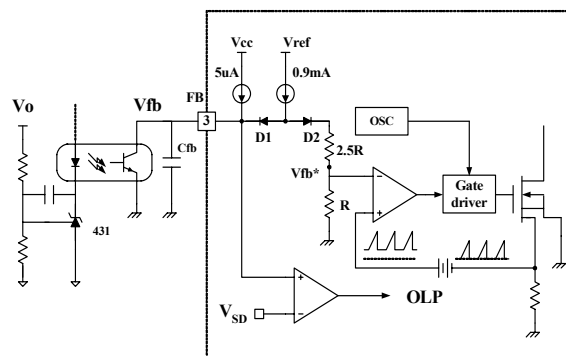 Vcc
Vref
5uA
0.9mA
Vo
Vfb
FB
3
D1
D2
OSC
Cfb
2.5R
Vfb*
R
Gate
driver
431
OLP
VSD